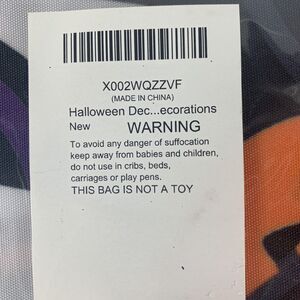 X002WQZZVF
(MADE IN CHINA)
Halloween Dec...ecorations
New WARNING
To avoid any danger of suffocation
keep away from babies and children,
do not use in cribs, beds,
carriages or play pens.
THIS BAG IS NOT A TOY